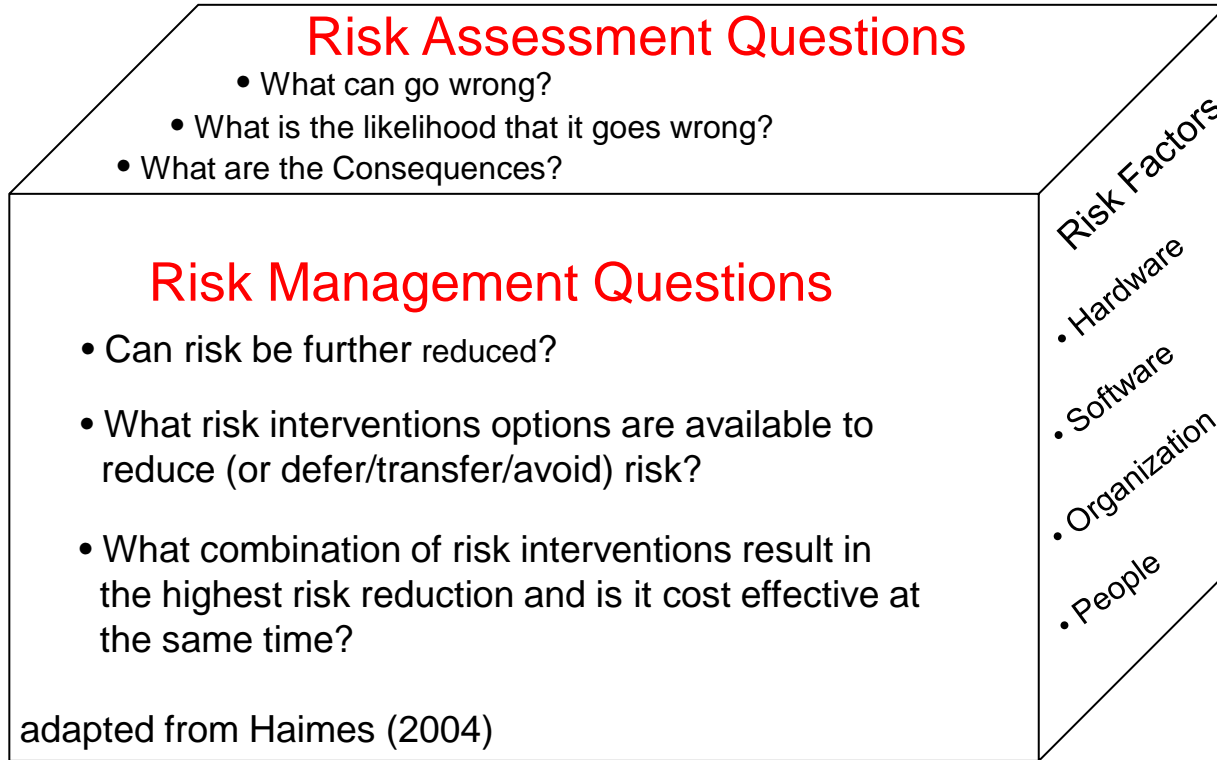 Risk Assessment Questions
• What can go wrong?
• What is the likelihood that it goes wrong?
• What are the Consequences?
Risk Management Questions
• Can risk be further reduced?
• What risk interventions options are available to
reduce (or defer/transfer/avoid) risk?
• What combination of risk interventions result in
the highest risk reduction and is it cost effective at
the same time?
adapted from Haimes (2004)
Risk Factors
• Hardware
• Software
• Organization
• People